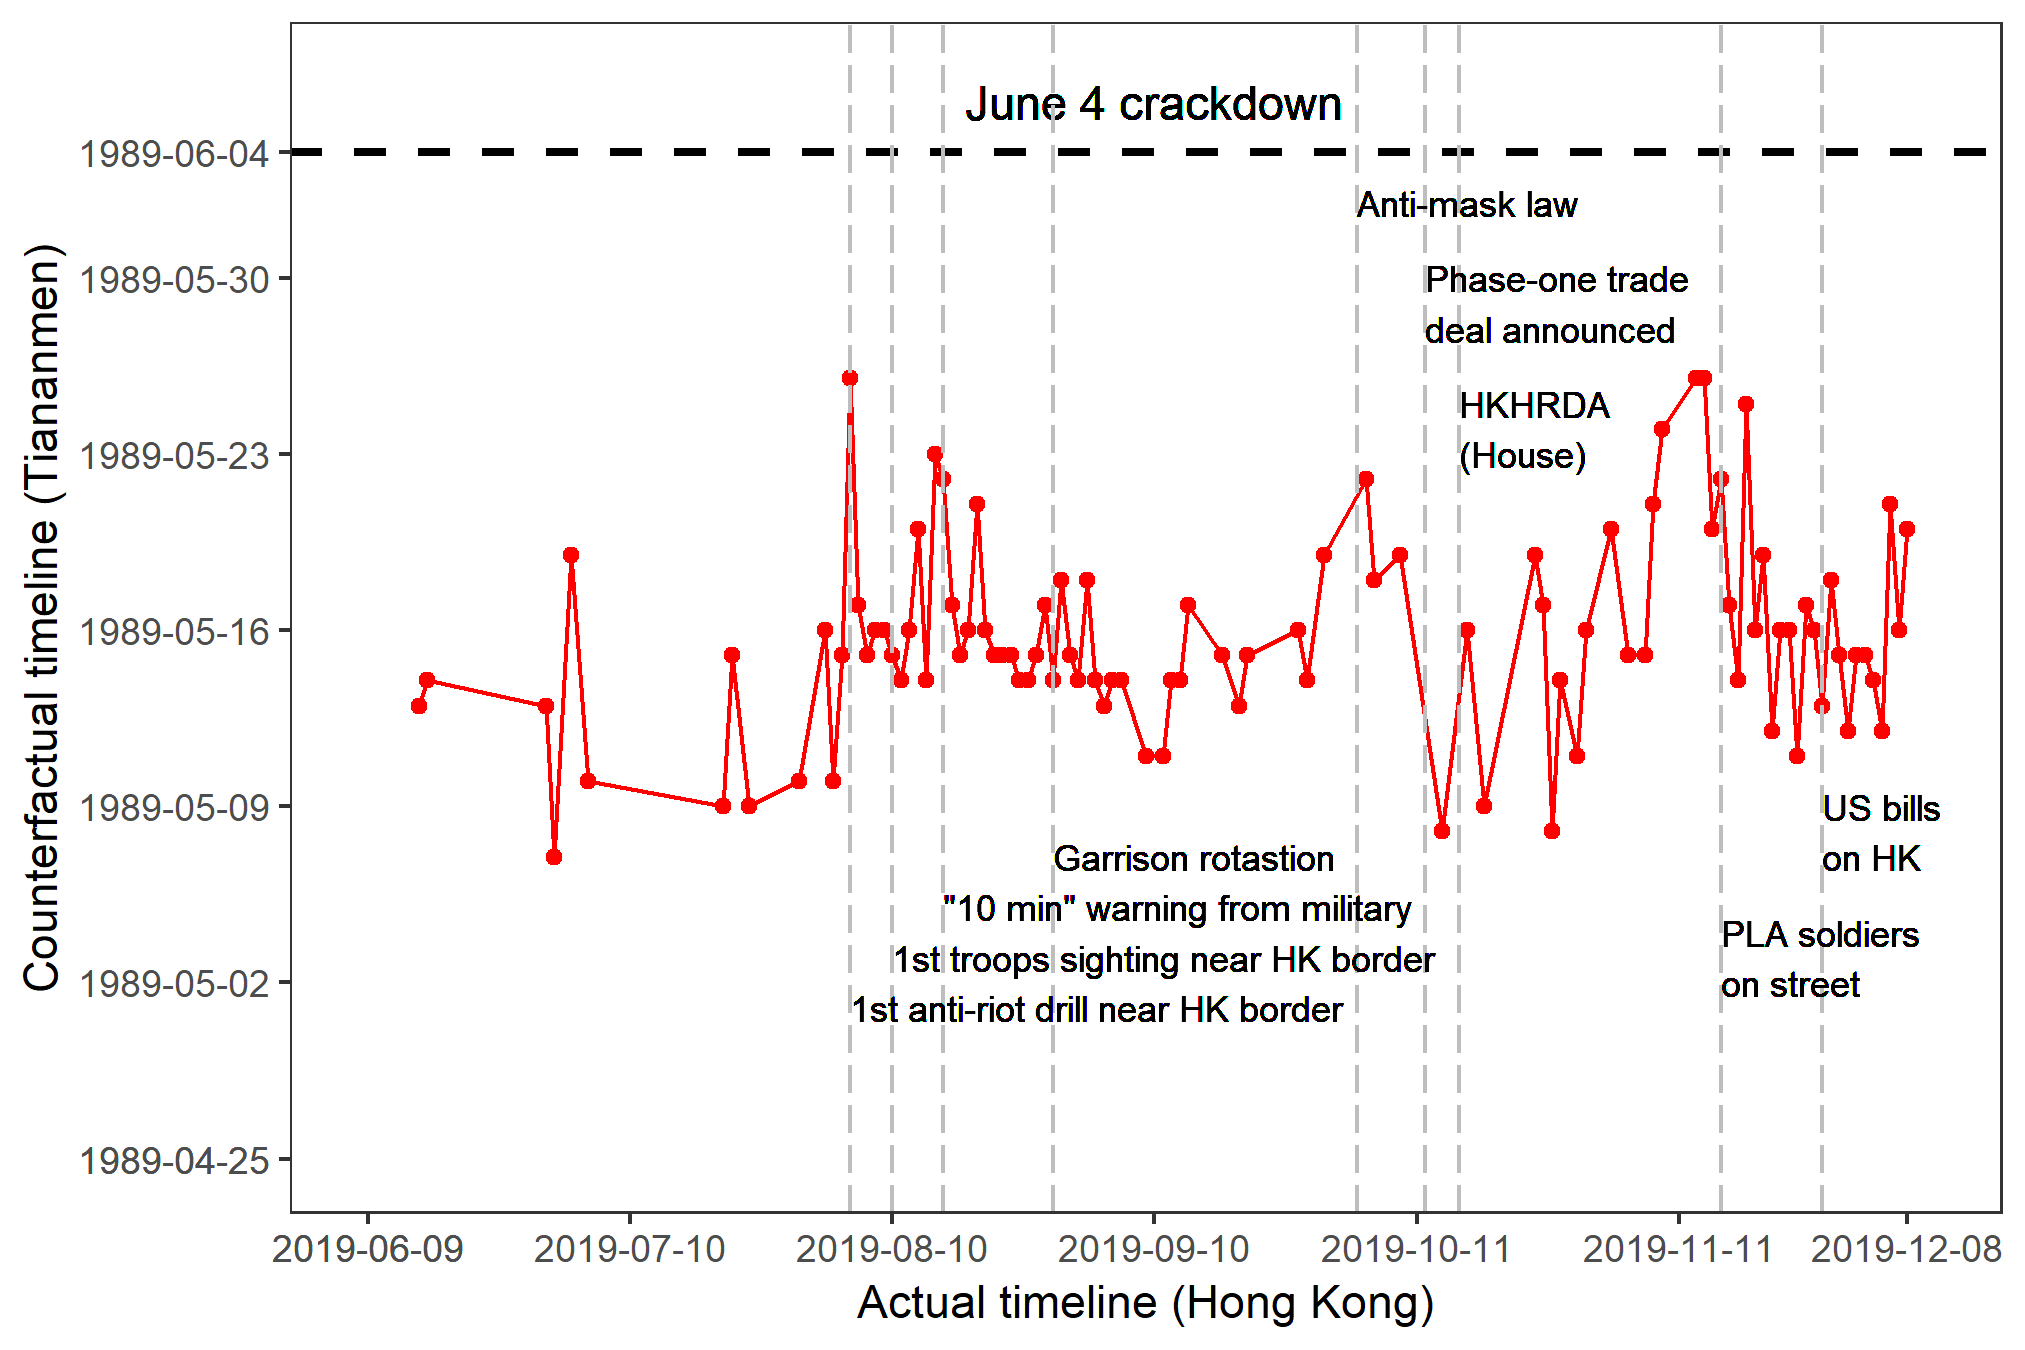 June 4 crackdown
1989-06-04
Anti-mask law
1989-05-30
Phase-one trade
deal announced
HKHRDA
(House)
1989-05-23
1989-05-16
1989-05-09
US bills
on HK
Garrison rotastion
"10 min" warning from military
PLA soldiers
on street
1st troops sighting near HK border
1989-05-02
1st anti-riot drill near HK border
1989-04-25
Counterfactual timeline (Tiananmen)
2019-06-09
2019-07-10
2019-08-10
2019-09-10
2019-10-11
2019-11-11
2019-12-08
Actual timeline (Hong Kong)